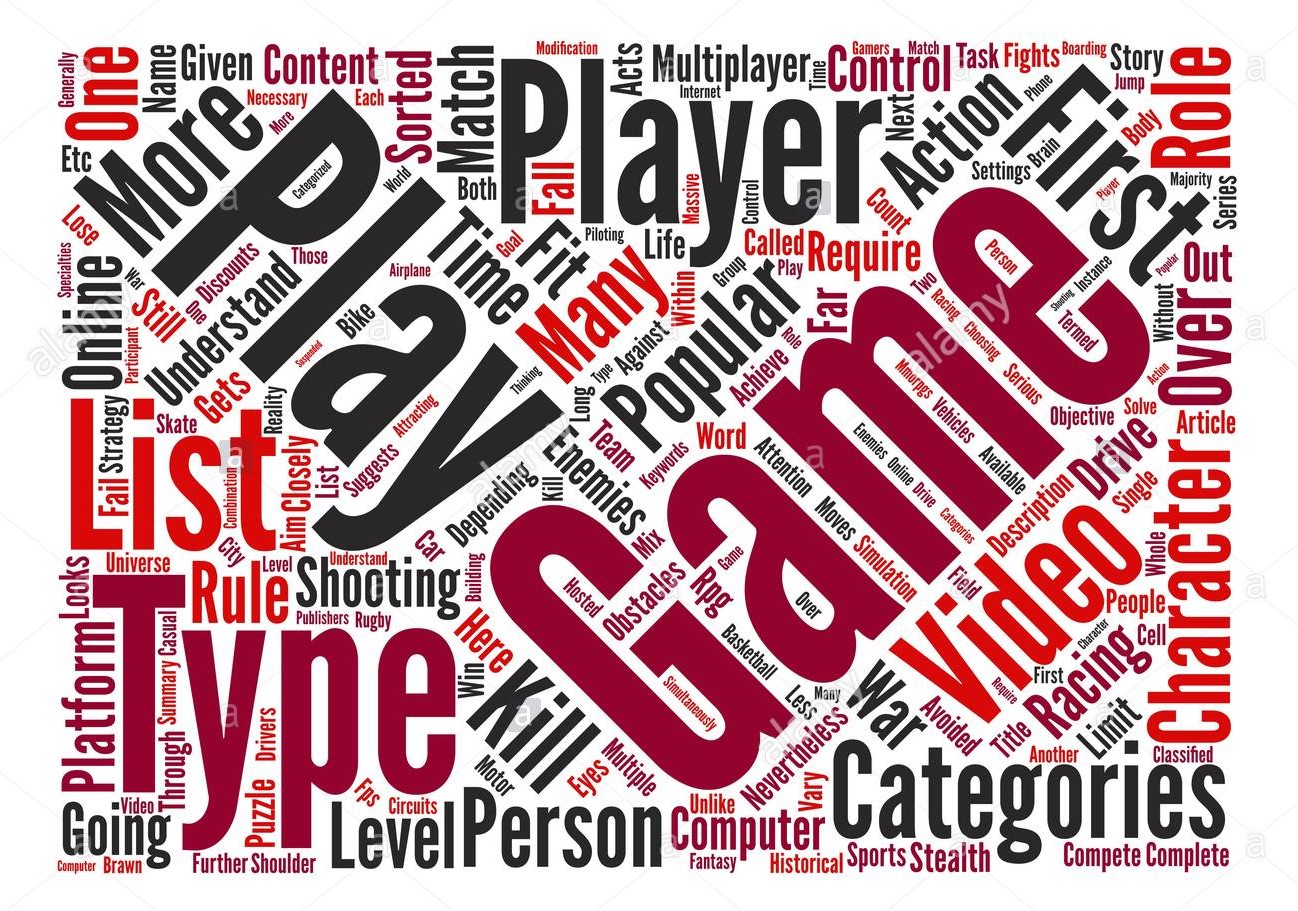 Generally
One
Name
Given
Content
Necessary
Each
More
Sorted
Match
Modification
Acts
Multiplayer
Internet
Time
Control
Gamers
Match
Task
Fights
Boarding
Story
Jump
Role
Etc
More
Play
Categorized
World
Both
Player
Fall
Piloting
Massive
Control
Life
Next
Action
Phone
Settings
Brain
First
Body
Player
Majority
Series
Lose
Specialties
War
Online
Still
One
Discounts
Those
Participant
Understand
Airplane
Time
Goal
Fit
Many
Within
Group
Called
Play
Require
Count
Far
Two
Person
Racing
Choosing
Serious
Shooting
Instance
Termed
Popular
Without
Out
Over
Bike
Suspended
Thinking
Type
Against
Long
Popular
Achieve
Role
Game
Mmorpgs
Vehicles
Available
Action
Objective
Solve
Article
Gets
Skate
Reality
Attracting
Suggests
List
Strategy
Fail
Combination
Aim
Closely
List
Depending
Kill
Enemies
Team
Keywords
Word
Attention
Moves
Simulation
Enemies
Online
Drive
Categories
Description
Drive
Single
Character
Universe
City
Level
Understand
Car
Looks
Rule
Shooting
Building
Publishers
Rugby
Mix
Hosted
Obstacles
Game
Rpg
Over
Basketball
Simultaneously
Field
Video
People
Whole
Character
Cell
Racing
First
Require
Type
Platform
Casual
Summary
Through
Drivers
Puzzle
Here
Win
Kill
Motor
Eyes
Multiple
Less
Many
Nevertheless
War
Avoided
Title
Limit
Another
Classified
Video
Going
Fps
Circuits
Level
Person
Unlike
Computer
Vary
Categories
Computer
Brawn
Further
Shoulder
Fantasy
Historical
Sports
Stealth
Compete
Complete
alamy
alamy
alamy
alamy
alamy
a
a
a
a
a